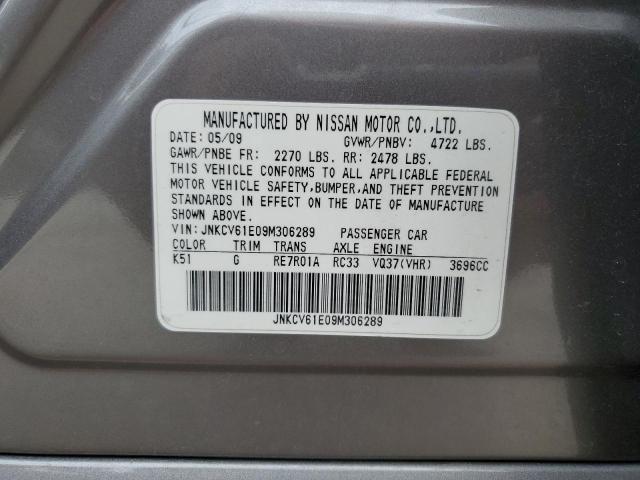 MANUFACTURED BY NISSAN MOTOR CO.,LTD.
DATE: 05/09 GVWR/PNBV: 4722 LBS.
GAWR/PNBE FR: 2270 LBS. RR: 2478 LBS.
THIS VEHICLE CONFORMS TO ALL APPLICABLE FEDERAL
MOTOR VEHICLE SAFETY,BUMPER,AND THEFT PREVENTION
STANDARDS IN EFFECT ON THE DATE OF MANUFACTURE
SHOWN ABOVE.
VIN: JNKCV61E09M306289 PASSENGER CAR
COLOR TRIM TRANS AXLE ENGINE
K51 G RE7R01A RC33 VQ37(VHR) 3696CC
JNKCV61E09M306289